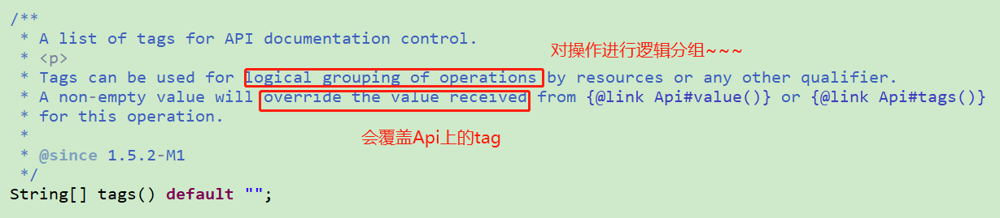 /**
* A list of tags for API documentation control.
* <p>
对操作进行逻辑分组~~~
* Tags can be used for logical grouping of operations by resources or any other qualifier.
* A non-empty value will override the value received from {@link Api#value()} or {@link Api#tags()}
* for this operation.
会覆盖Api上的tag
*
* @since 1.5.2-M1
*/
String[] tags() default "";